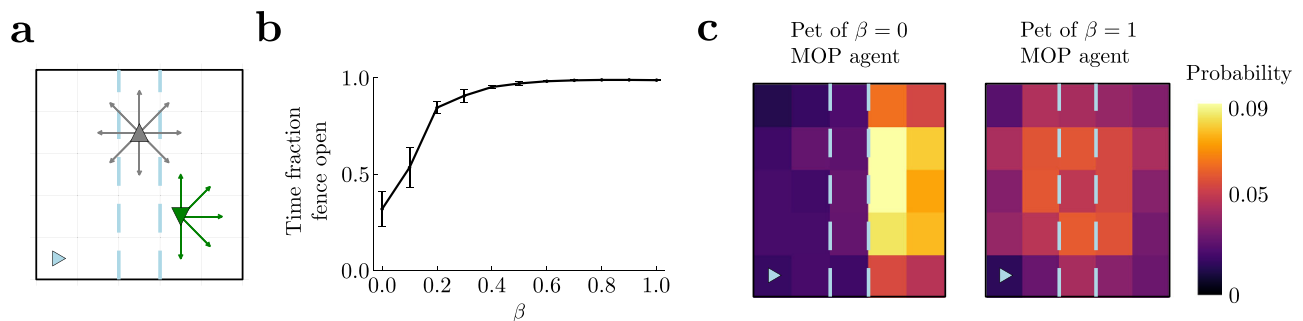 a
b
Time fraction
fence open
1.0
0.5
0.0
0.0
0.2
0.4
0.6
0.8
1.0
β
c
Pet of β = 0
MOP agent
Pet of β = 1
MOP agent
Probability
0.09
0.05
0